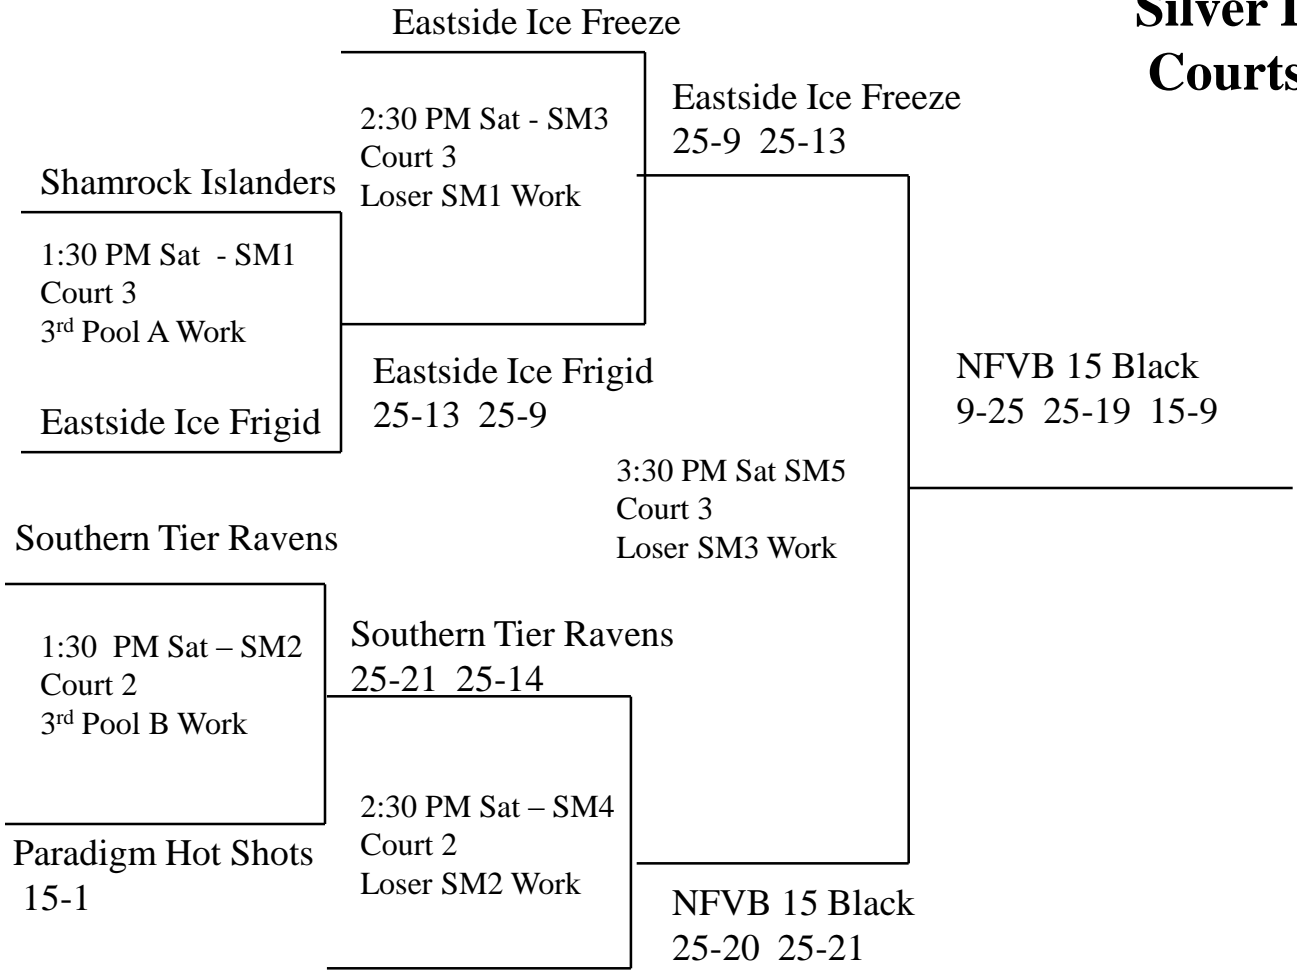 Eastside Ice Freeze
Silver
Courts
Eastside Ice Freeze
25-9 25-13
2:30 PM Sat - SM3
Court 3
Loser SM1 Work
Shamrock Islanders
1:30 PM Sat - SM1
Court 3
3rd Pool A Work
Eastside Ice Frigid
Eastside Ice Frigid
25-13 25-9
NFVB 15 Black
9-25 25-19 15-9
3:30 PM Sat SM5
Court 3
Loser SM3 Work
Southern Tier Ravens
1:30 PM Sat – SM2
Court 2
3rd Pool B Work
Southern Tier Ravens
25-21 25-14
Paradigm Hot Shots
15-1
2:30 PM Sat – SM4
Court 2
Loser SM2 Work
NFVB 15 Black
25-20 25-21